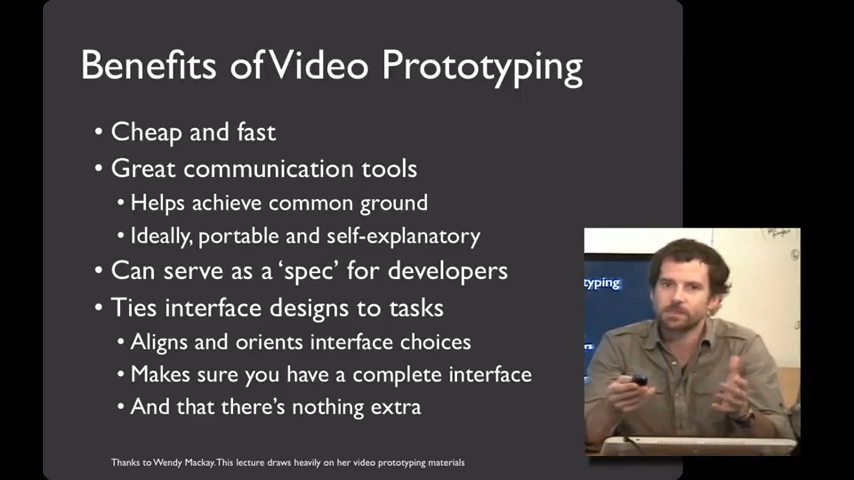 Benefits of Video Prototyping
• Cheap and fast
• Great communication tools
• Helps achieve common ground
• Ideally, portable and self-explanatory
• Can serve as a ‘spec’ for developers
• Ties interface designs to tasks
• Aligns and orients interface choices
• Makes sure you have a complete interface
• And that there’s nothing extra
Thanks to Wendy Mackay. This lecture draws heavily on her video prototyping materials
typing
rs